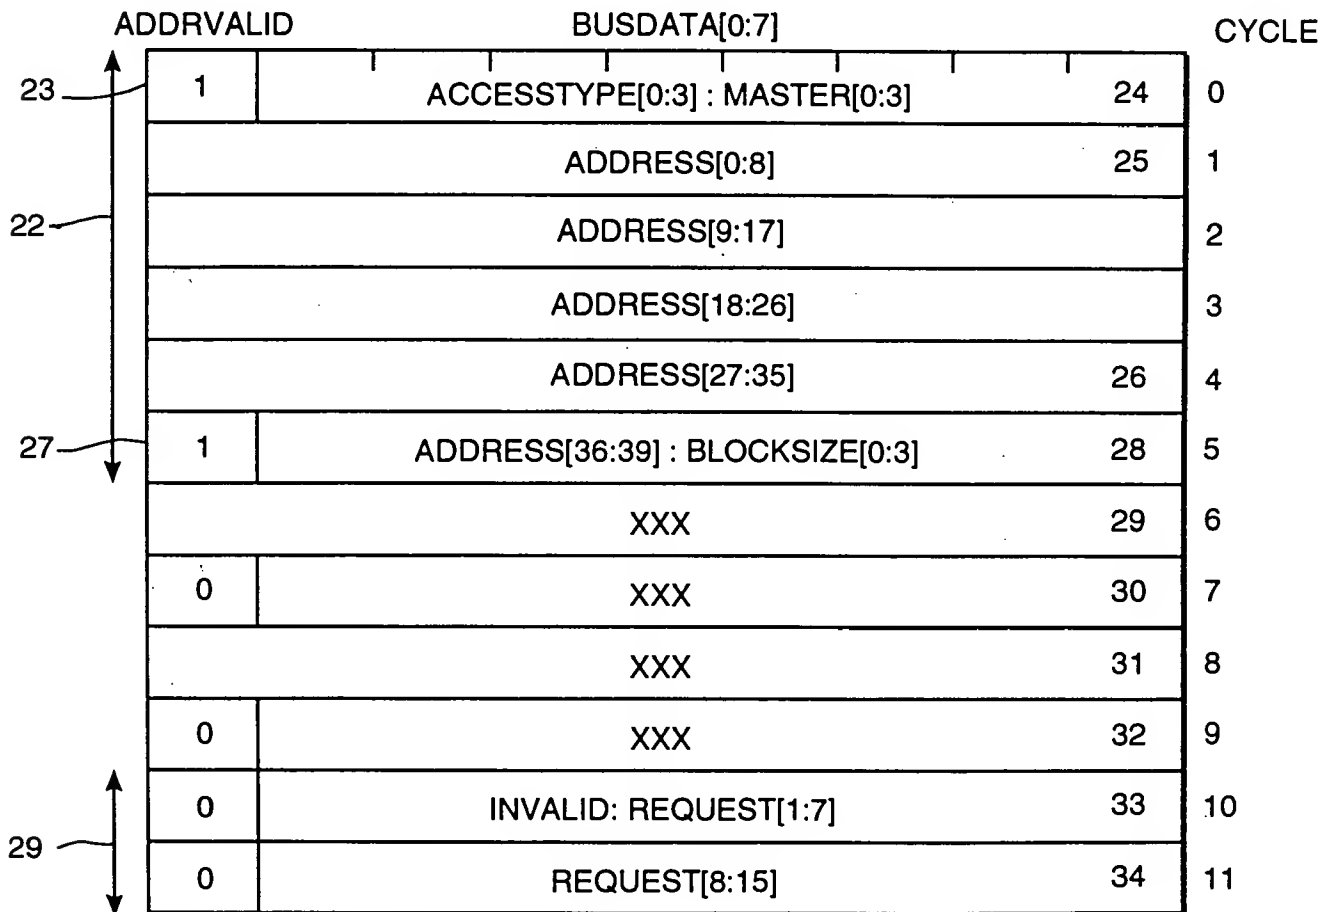 ADDRVALID BUSDATA[0:7] CYCLE
23 1 ACCESSTYPE[0:3] : MASTER[0:3] 24 0
ADDRESS[0:8] 25 1
22 ADDRESS[9:17] 2
ADDRESS[18:26] 3
ADDRESS[27:35] 26 4
27 1 ADDRESS[36:39] : BLOCKSIZE[0:3] 28 5
XXX 29 6
0 XXX 30 7
XXX 31 8
0 XXX 32 9
0 INVALID: REQUEST[1:7] 33 10
29 0 REQUEST[8:15] 34 11